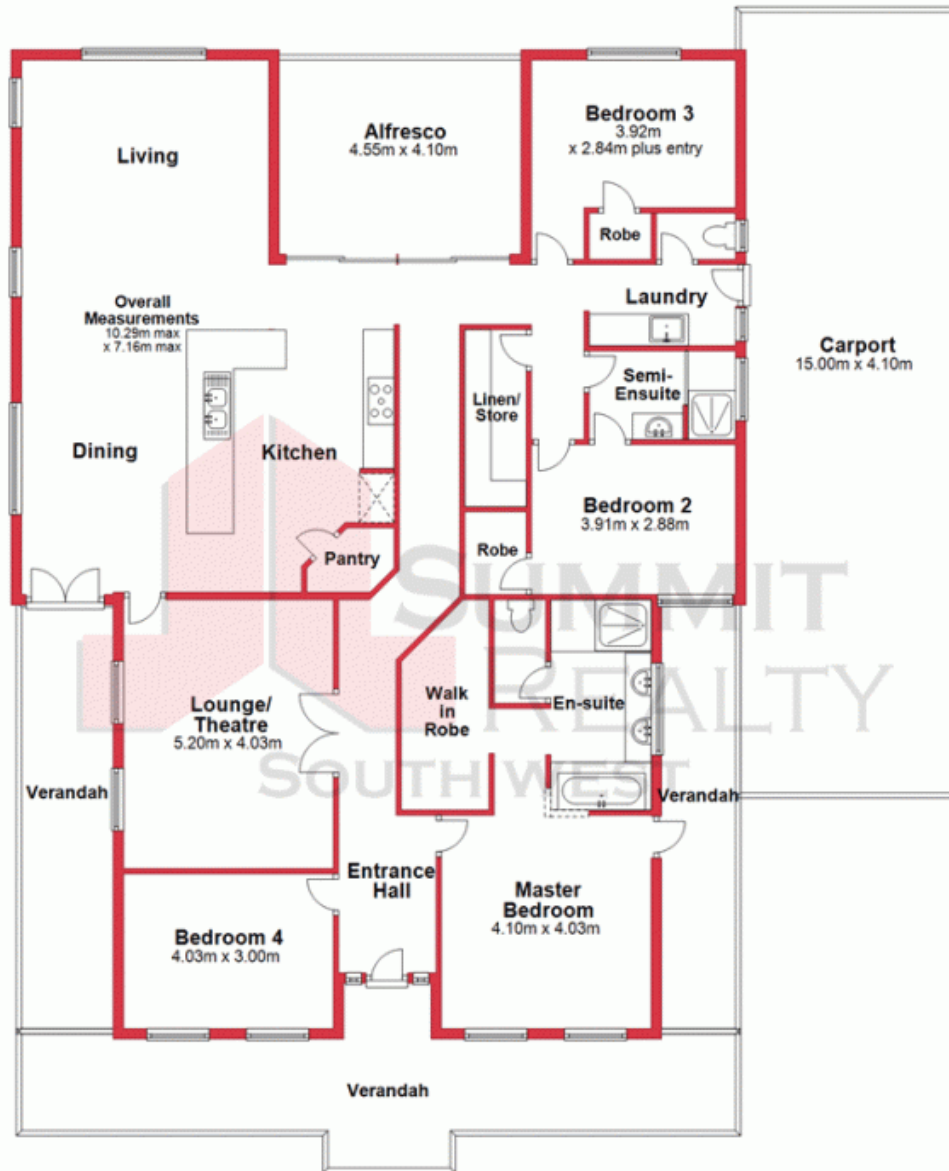 Living
Alfresco
4.55m x 4.10m
Bedroom 3
3.92m
x 2.84m plus entry
Robe
Laundry
Overall
Measurements
10.29m max
x 7.16m max
Carport
15.00m x 4.10m
Semi-
Ensuite
Linen/
Store
Dining
Kitchen
Bedroom 2
3.91m x 2.88m
Pantry
Robe
SUMMIT
REALTY
SOUTH WEST
Lounge/
Theatre
5.20m x 4.03m
Walk
in
Robe
En-suite
Verandah
Verandah
Entrance
Hall
Master
Bedroom
4.10m x 4.03m
Bedroom 4
4.03m x 3.00m
Verandah